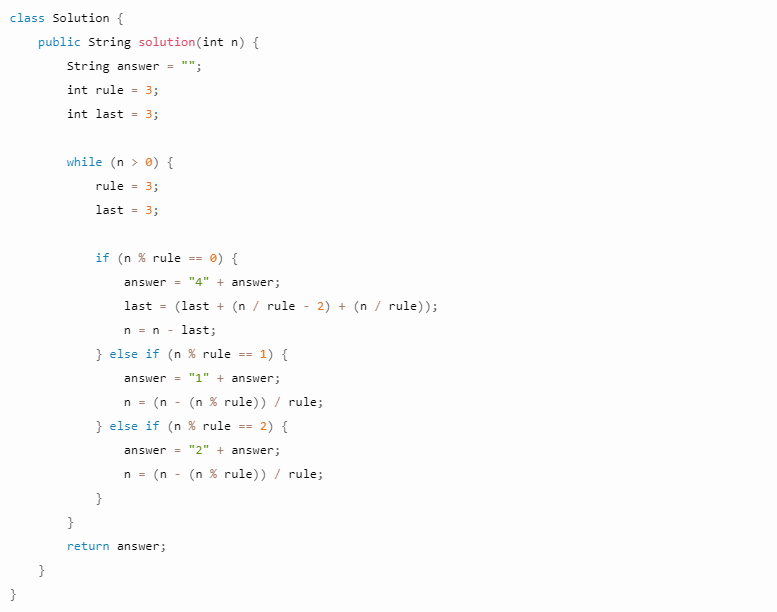 class Solution {
    public String solution(int n) {
        String answer = "";
        int rule = 3;
        int last = 3;

        while (n > 0) {
            rule = 3;
            last = 3;

            if (n % rule == 0) {
                answer = "4" + answer;
                last = (last + (n / rule - 2) + (n / rule));
                n = n - last;
            } else if (n % rule == 1) {
                answer = "1" + answer;
                n = (n - (n % rule)) / rule;
            } else if (n % rule == 2) {
                answer = "2" + answer;
                n = (n - (n % rule)) / rule;
            }
        }
        return answer;
    }
}